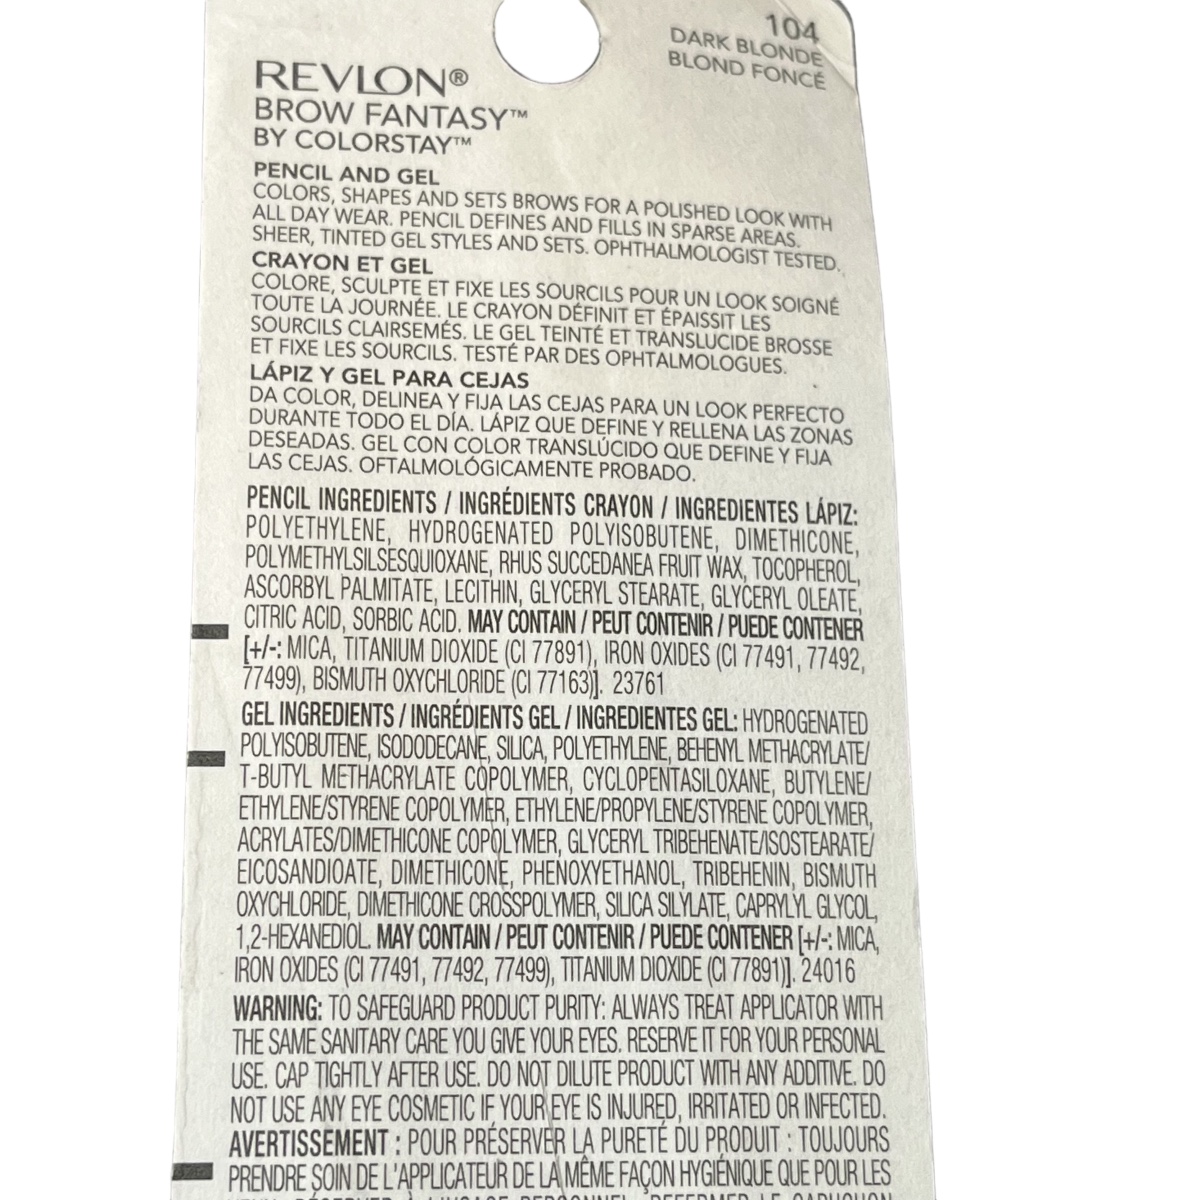 104
DARK BLONDE
BLOND FONCÉ
REVLON®
BROW FANTASY™
BY COLORSTAY™
PENCIL AND GEL
COLORS, SHAPES AND SETS BROWS FOR A POLISHED LOOK WITH
ALL DAY WEAR. PENCIL DEFINES AND FILLS IN SPARSE AREAS.
SHEER, TINTED GEL STYLES AND SETS. OPHTHALMOLOGIST TESTED.
CRAYON ET GEL
COLORE, SCULPTE ET FIXE LES SOURCILS POUR UN LOOK SOIGNÉ
TOUTE LA JOURNÉE. LE CRAYON DÉFINIT ET ÉPAISSIT LES
SOURCILS CLAIRSEMÉS. LE GEL TEINTÉ ET TRANSLUCIDE BROSSE
ET FIXE LES SOURCILS. TESTÉ PAR DES OPHTALMOLOGUES.
LÁPIZ Y GEL PARA CEJAS
DA COLOR, DELINEA Y FIJA LAS CEJAS PARA UN LOOK PERFECTO
DURANTE TODO EL DÍA. LÁPIZ QUE DEFINE Y RELLENA LAS ZONAS
DESEADAS. GEL CON COLOR TRANSLÚCIDO QUE DEFINE Y FIJA
LAS CEJAS. OFTALMOLÓGICAMENTE PROBADO.
PENCIL INGREDIENTS / INGRÉDIENTS CRAYON / INGREDIENTES LÁPIZ:
POLYETHYLENE, HYDROGENATED POLYISOBUTENE, DIMETHICONE,
POLYMETHYLSILSESQUIOXANE, RHUS SUCCEDANEA FRUIT WAX, TOCOPHEROL,
ASCORBYL PALMITATE, LECITHIN, GLYCERYL STEARATE, GLYCERYL OLEATE,
CITRIC ACID, SORBIC ACID. MAY CONTAIN / PEUT CONTENIR / PUEDE CONTENER
[+/-: MICA, TITANIUM DIOXIDE (CI 77891), IRON OXIDES (CI 77491, 77492,
77499), BISMUTH OXYCHLORIDE (CI 77163)]. 23761
GEL INGREDIENTS / INGRÉDIENTS GEL / INGREDIENTES GEL: HYDROGENATED
POLYISOBUTENE, ISODODECANE, SILICA, POLYETHYLENE, BEHENYL METHACRYLATE/
T-BUTYL METHACRYLATE COPOLYMER, CYCLOPENTASILOXANE, BUTYLENE/
ETHYLENE/STYRENE COPOLYMER, ETHYLENE/PROPYLENE/STYRENE COPOLYMER,
ACRYLATES/DIMETHICONE COPOLYMER, GLYCERYL TRIBEHENATE/ISOSTEARATE/
EICOSANDIOATE, DIMETHICONE, PHENOXYETHANOL, TRIBEHENIN, BISMUTH
OXYCHLORIDE, DIMETHICONE CROSSPOLYMER, SILICA SILYLATE, CAPRYLYL GLYCOL,
1,2-HEXANEDIOL. MAY CONTAIN / PEUT CONTENIR / PUEDE CONTENER [+/-: MICA,
IRON OXIDES (CI 77491, 77492, 77499), TITANIUM DIOXIDE (CI 77891)]. 24016
WARNING: TO SAFEGUARD PRODUCT PURITY: ALWAYS TREAT APPLICATOR WITH
THE SAME SANITARY CARE YOU GIVE YOUR EYES. RESERVE IT FOR YOUR PERSONAL
USE. CAP TIGHTLY AFTER USE. DO NOT DILUTE PRODUCT WITH ANY ADDITIVE. DO
NOT USE ANY EYE COSMETIC IF YOUR EYE IS INJURED, IRRITATED OR INFECTED.
AVERTISSEMENT : POUR PRÉSERVER LA PURETÉ DU PRODUIT : TOUJOURS
PRENDRE SOIN DE L'APPLICATEUR DE LA MÊME FAÇON HYGIÉNIQUE QUE POUR LES